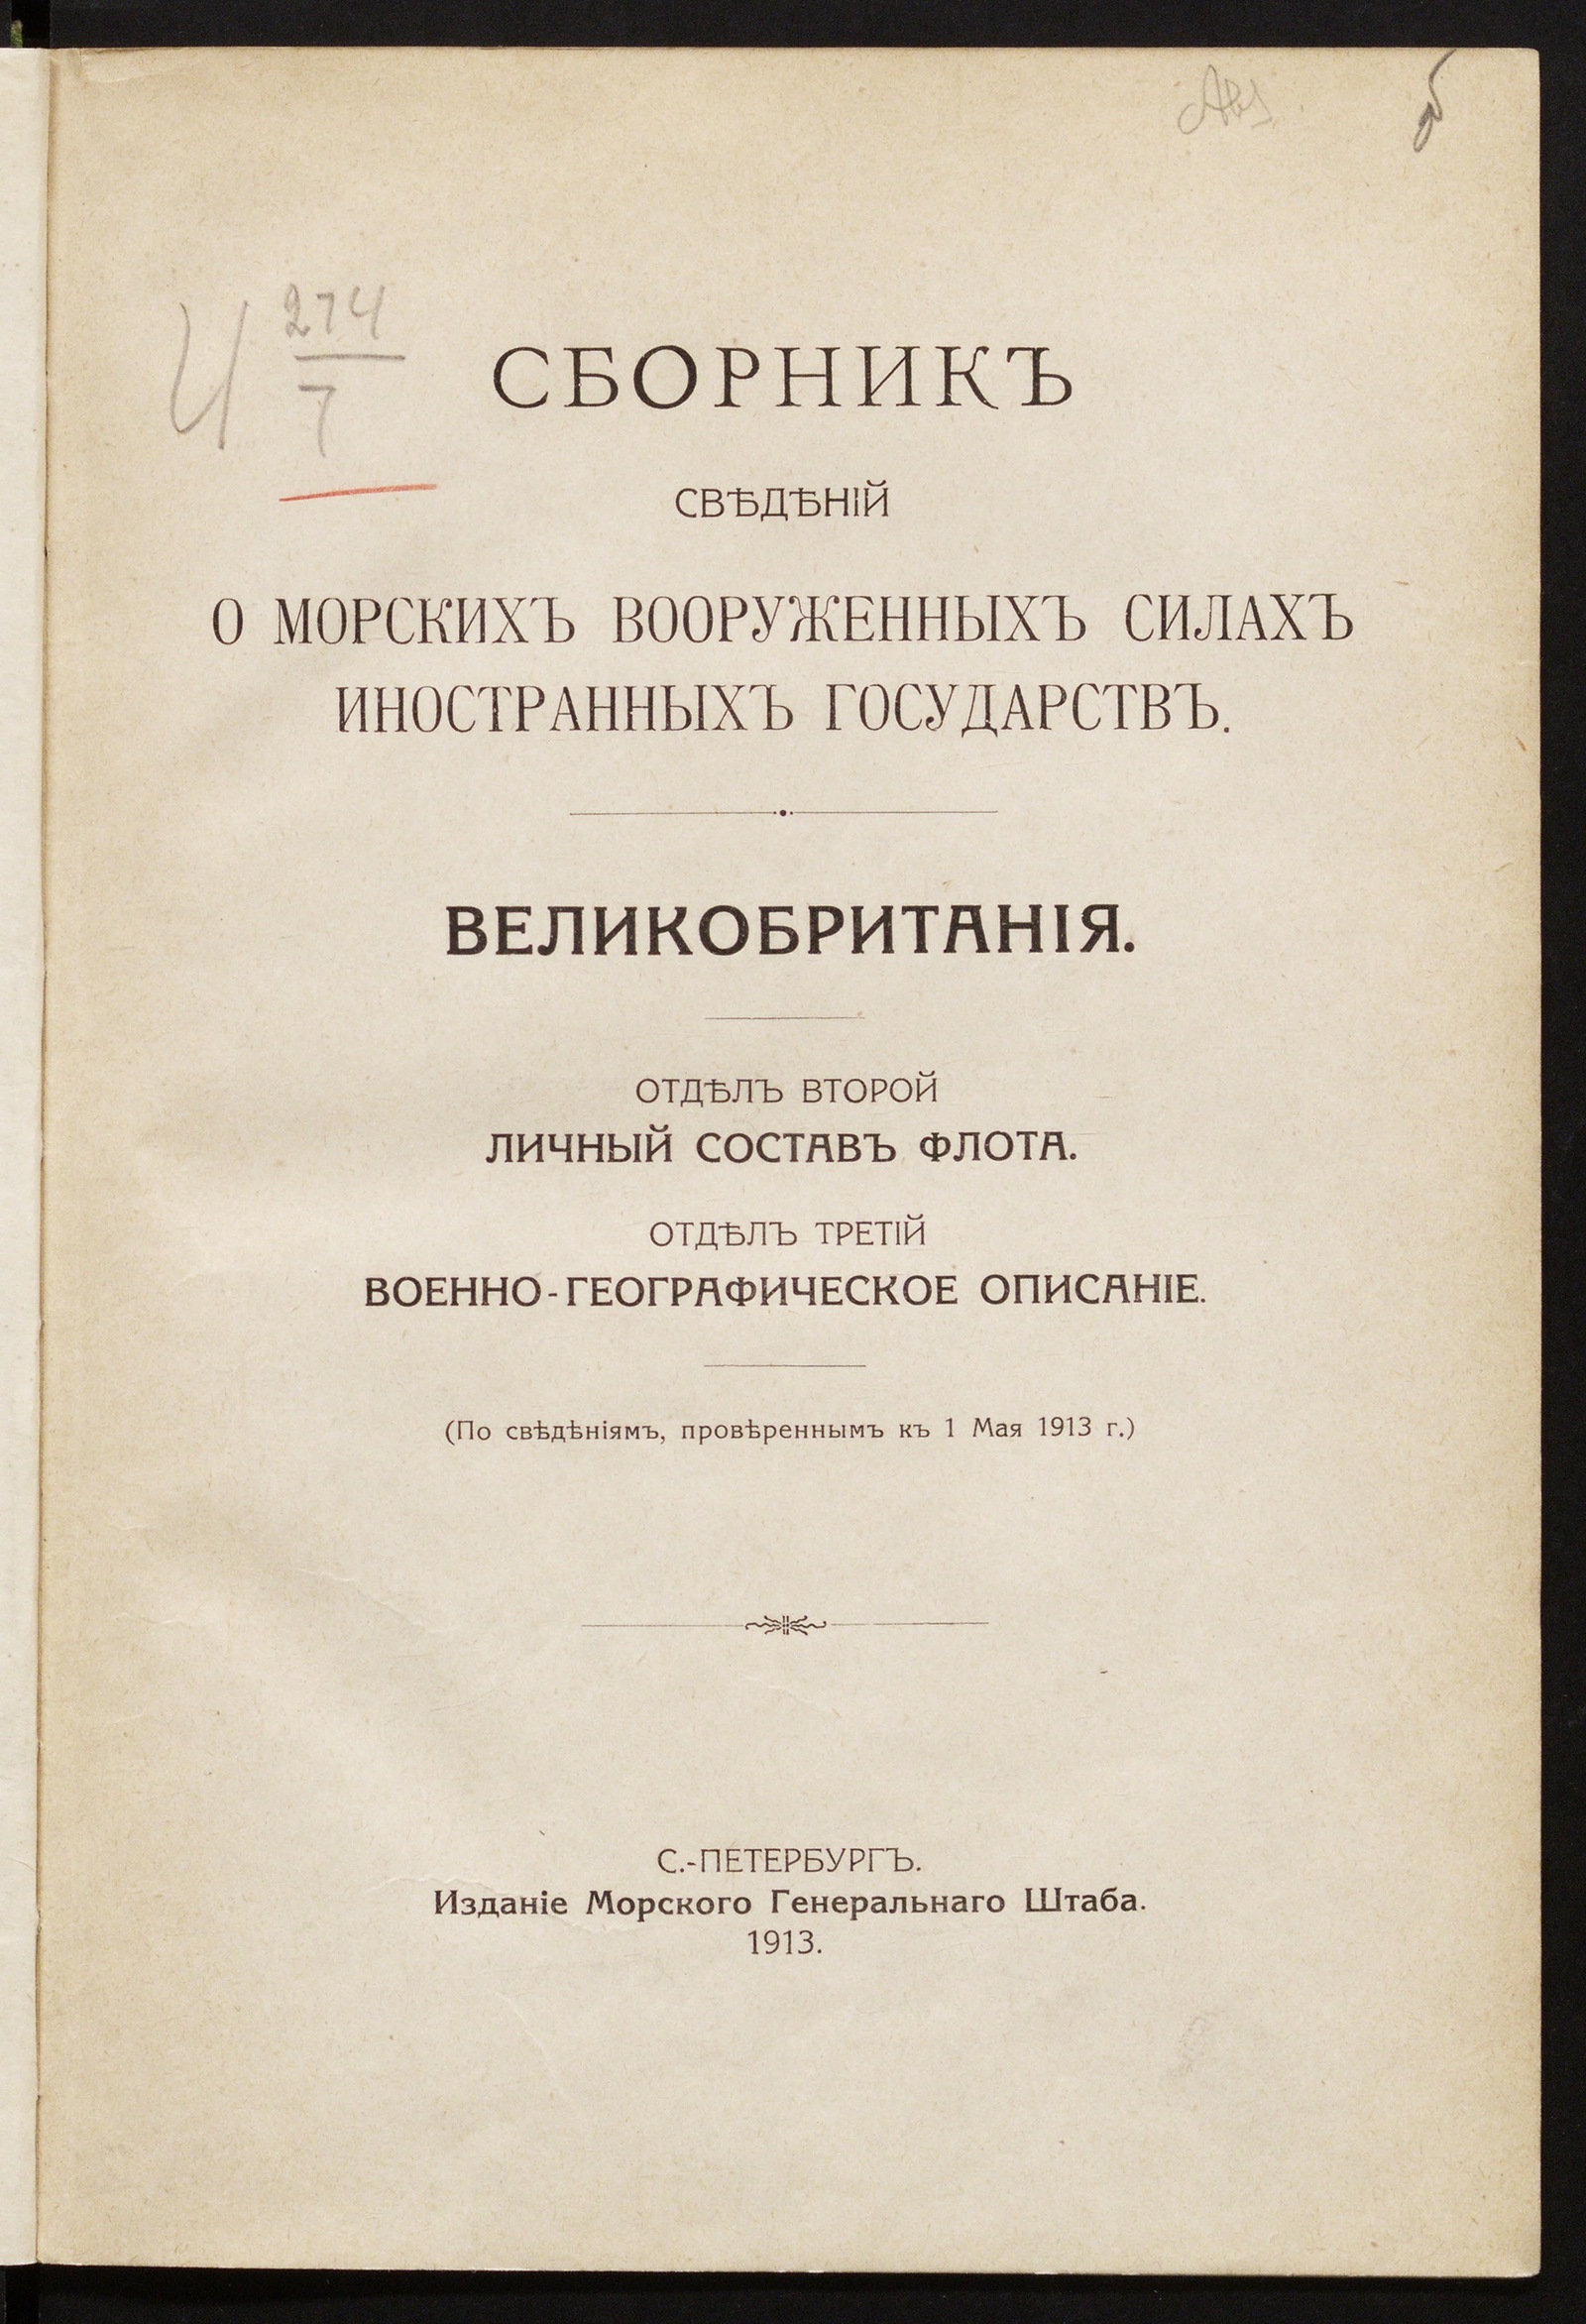 274
7
СБОРНИКЪ
СВѢДѢНІЙ
О МОРСКИХЪ ВООРУЖЕННЫХЪ СИЛАХЪ
ИНОСТРАННЫХЪ ГОСУДАРСТВЪ.
ВЕЛИКОБРИТАНІЯ.
ОТДѢЛЪ ВТОРОЙ
ЛИЧНЫЙ СОСТАВЪ ФЛОТА.
ОТДѢЛЪ ТРЕТІЙ
ВОЕННО-ГЕОГРАФИЧЕСКОЕ ОПИСАНІЕ.
(По свѣдѣніямъ, провѣреннымъ къ 1 Мая 1913 г.)
С.-ПЕТЕРБУРГЪ.
Изданіе Морского Генеральнаго Штаба.
1913.